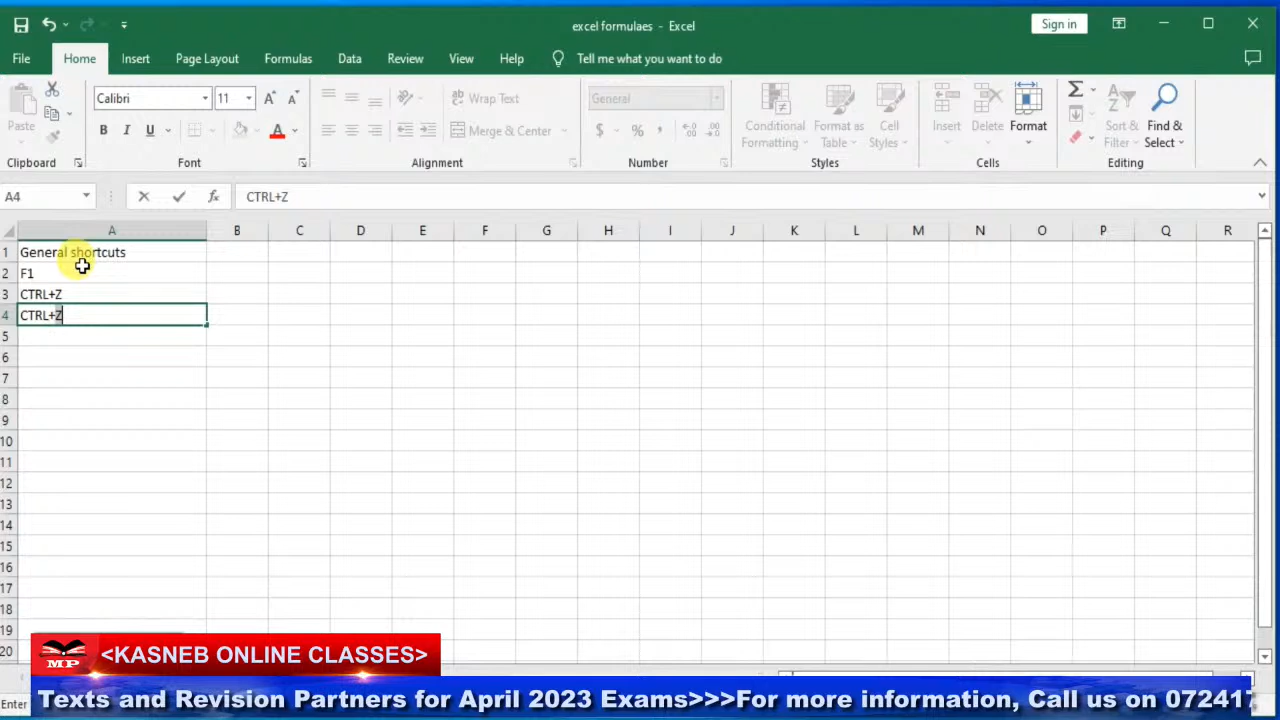 excel formulaes - Excel
Sign in
File Home Insert Page Layout Formulas Data Review View Help Tell me what you want to do
Calibri 11 A A Wrap Text General
Paste B I U A Merge & Center $ % , Conditional Formatting Format as Table Cell Styles Insert Delete Format Sort & Filter Find & Select
Clipboard Font Alignment Number Styles Cells Editing
A4 fx CTRL+Z
A B C D E F G H I J K L M N O P Q R
1 General shortcuts
2 F1
3 CTRL+Z
4 CTRL+Z
5
6
7
8
9
10
11
12
13
14
15
16
17
18
19
20
MP <KASNEB ONLINE CLASSES>
Enter
Texts and Revision Partners for April 2023 Exams>>>For more information, Call us on 07241